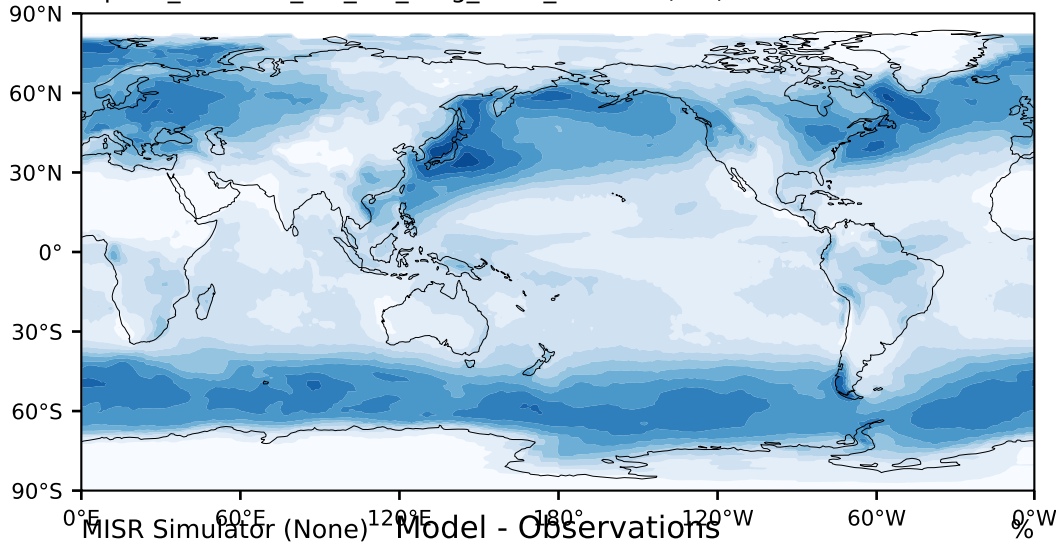 90°N
60°N
30°N
0°
30°S
60°S
90°S
0°E 60°E 120°E 180° 120°W 60°W 0°W
MISR Simulator (None) Model - Observations %